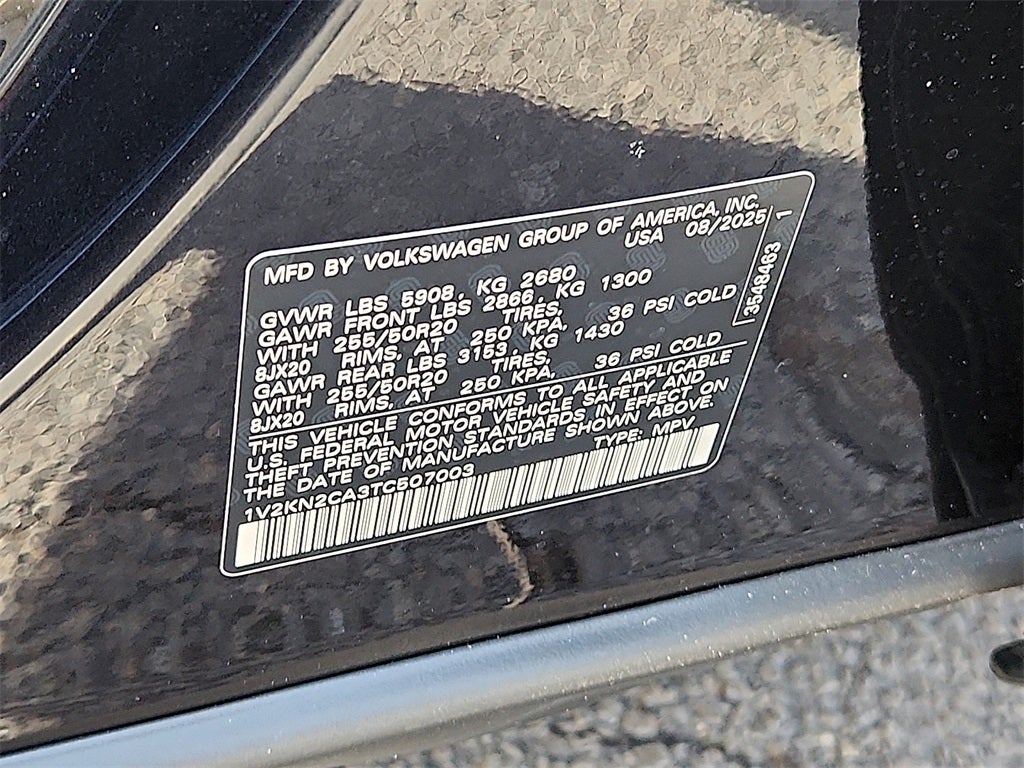 MFD BY VOLKSWAGEN GROUP OF AMERICA, INC.
USA 08/2025
GVWR LBS 5908, KG 2680
GAWR FRONT LBS 2866, KG 1300
WITH 255/50R20 TIRES,
8JX20 RIMS, AT 250 KPA, 36 PSI COLD
GAWR REAR LBS 3153, KG 1430
WITH 255/50R20 TIRES,
8JX20 RIMS, AT 250 KPA, 36 PSI COLD
THIS VEHICLE CONFORMS TO ALL APPLICABLE
U.S. FEDERAL MOTOR VEHICLE SAFETY AND
THEFT PREVENTION STANDARDS IN EFFECT ON
THE DATE OF MANUFACTURE SHOWN ABOVE.
1V2KN2CA3TC507003 TYPE: MPV
3548463 1